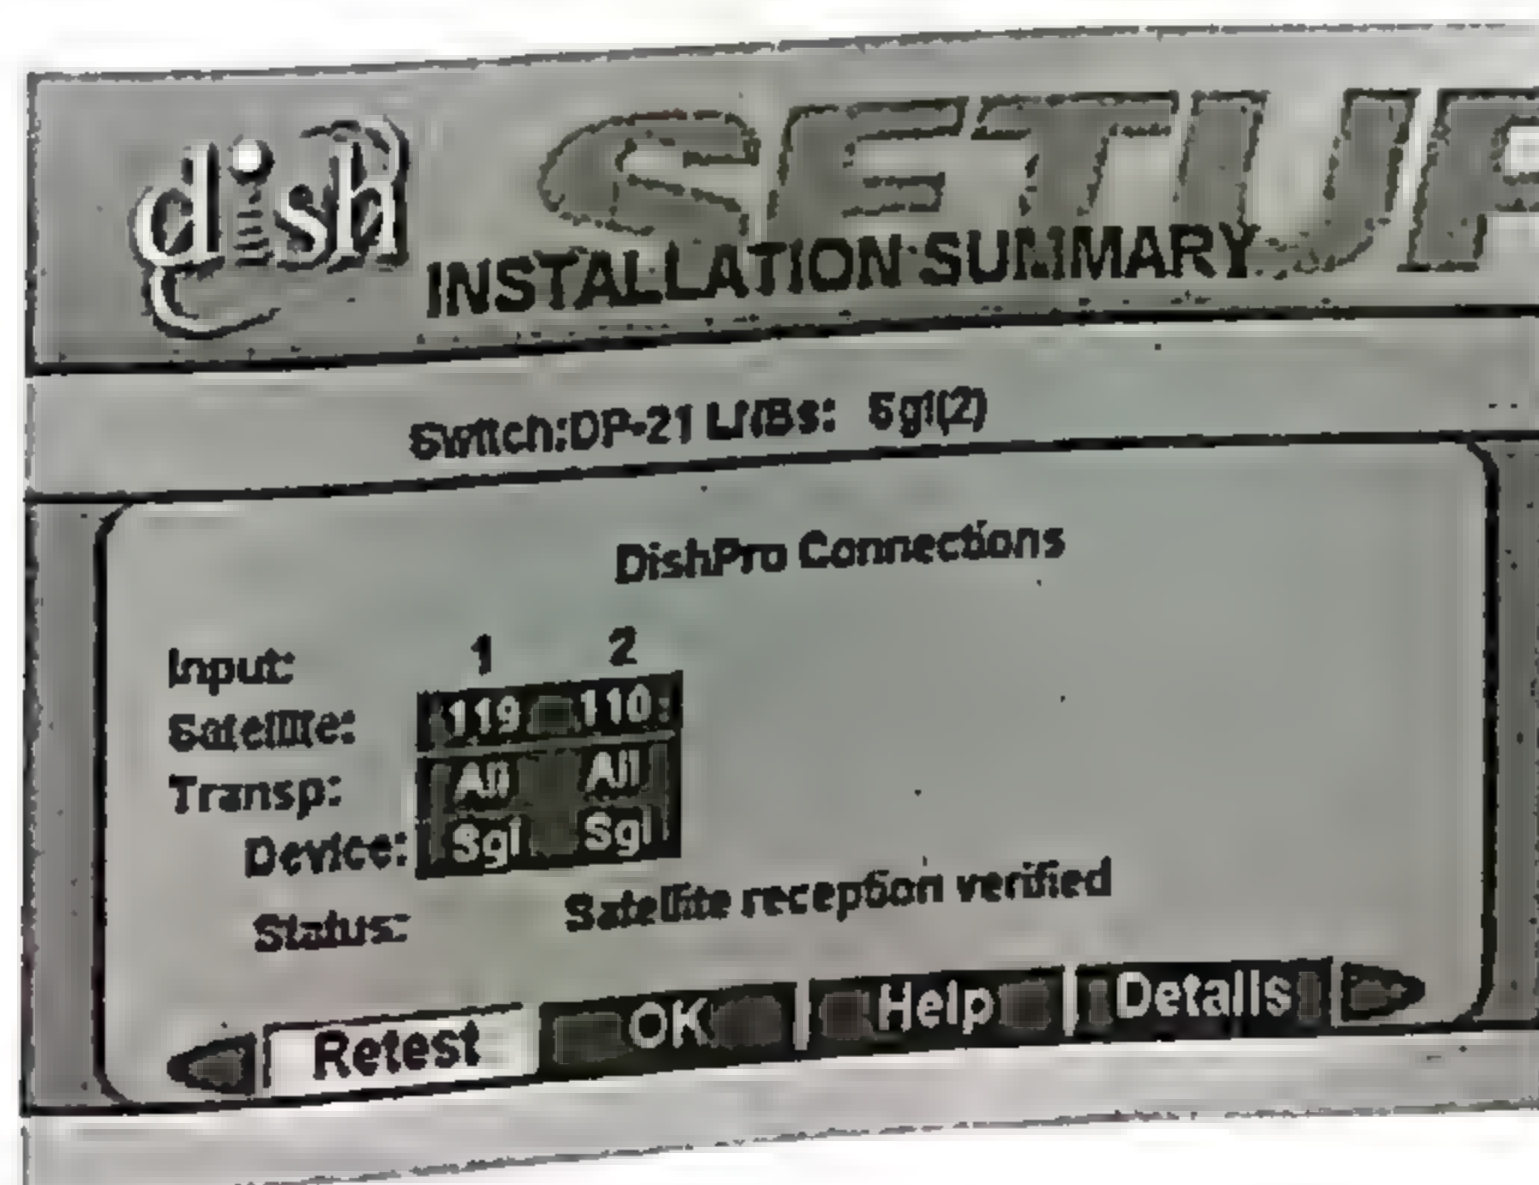 dish SETUP
INSTALLATION SUMMARY
Switch:DP-21 LNBs: Sgl(2)
DishPro Connections
Input: 1 2
Satellite: 119 110
Transp: All All
Device: Sgl Sgl
Status: Satellite reception verified
Retest OK Help Details